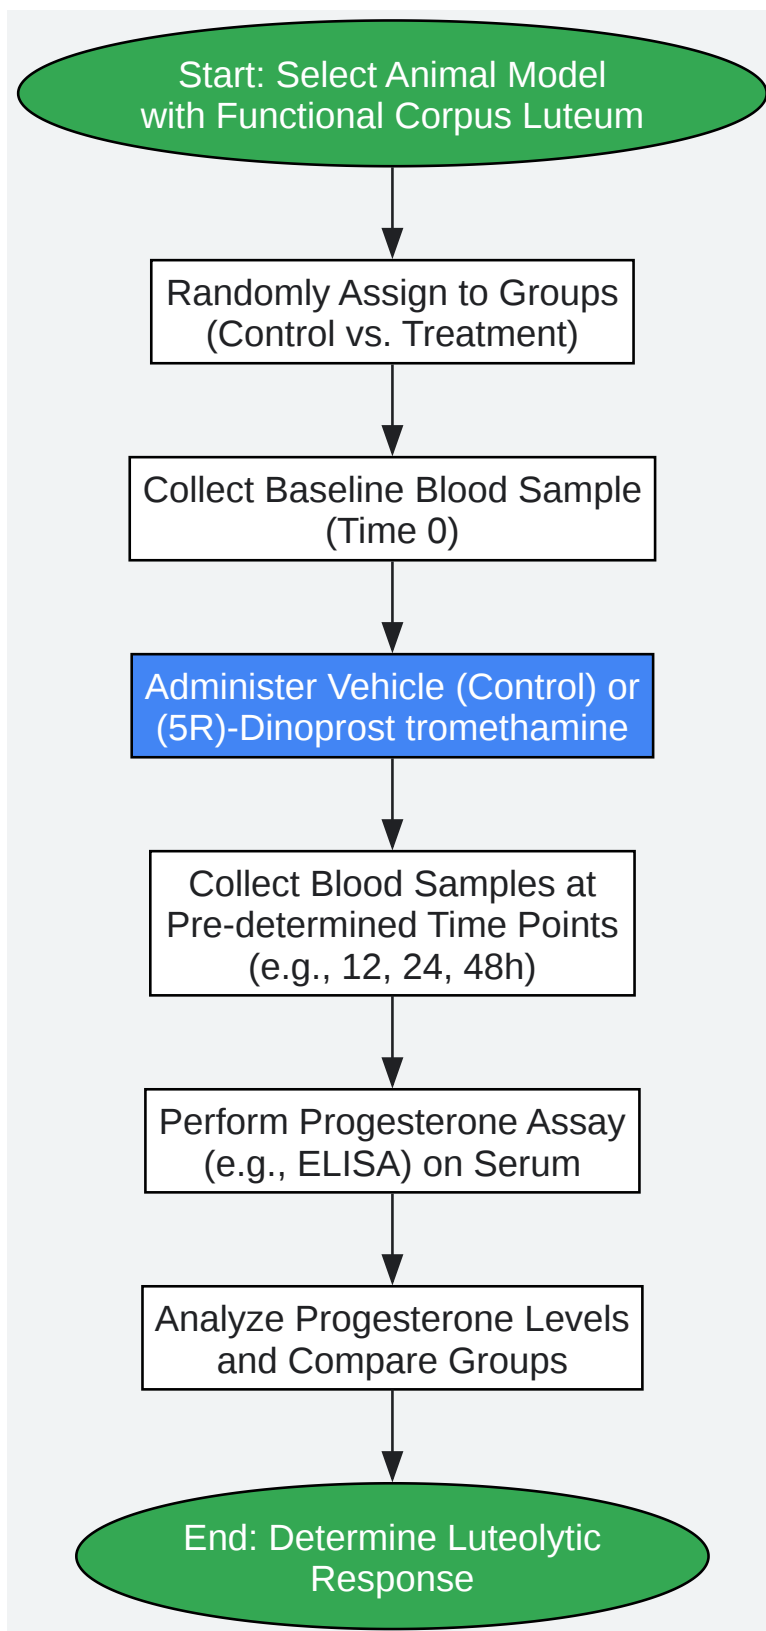 Start: Select Animal Model
with Functional Corpus Luteum
Randomly Assign to Groups
(Control vs. Treatment)
Collect Baseline Blood Sample
(Time 0)
Administer Vehicle (Control) or
(5R)-Dinoprost tromethamine
Collect Blood Samples at
Pre-determined Time Points
(e.g., 12, 24, 48h)
Perform Progesterone Assay
(e.g., ELISA) on Serum
Analyze Progesterone Levels
and Compare Groups
End: Determine Luteolytic
Response